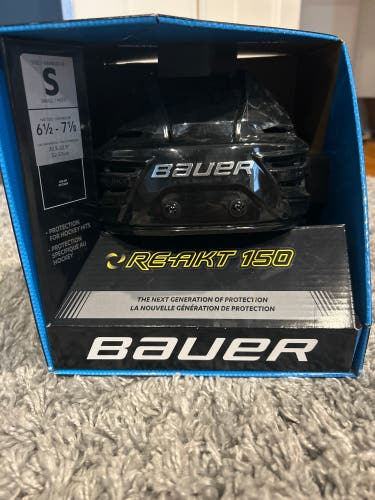 S
6½ - 7⅛
BAUER
• PROTECTION
FOR HOCKEY HITS
• PROTECTION
SPÉCIFIQUE AU
HOCKEY
RE-AKT 150
THE NEXT GENERATION OF PROTECTION
LA NOUVELLE GÉNÉRATION DE PROTECTION
BAUER